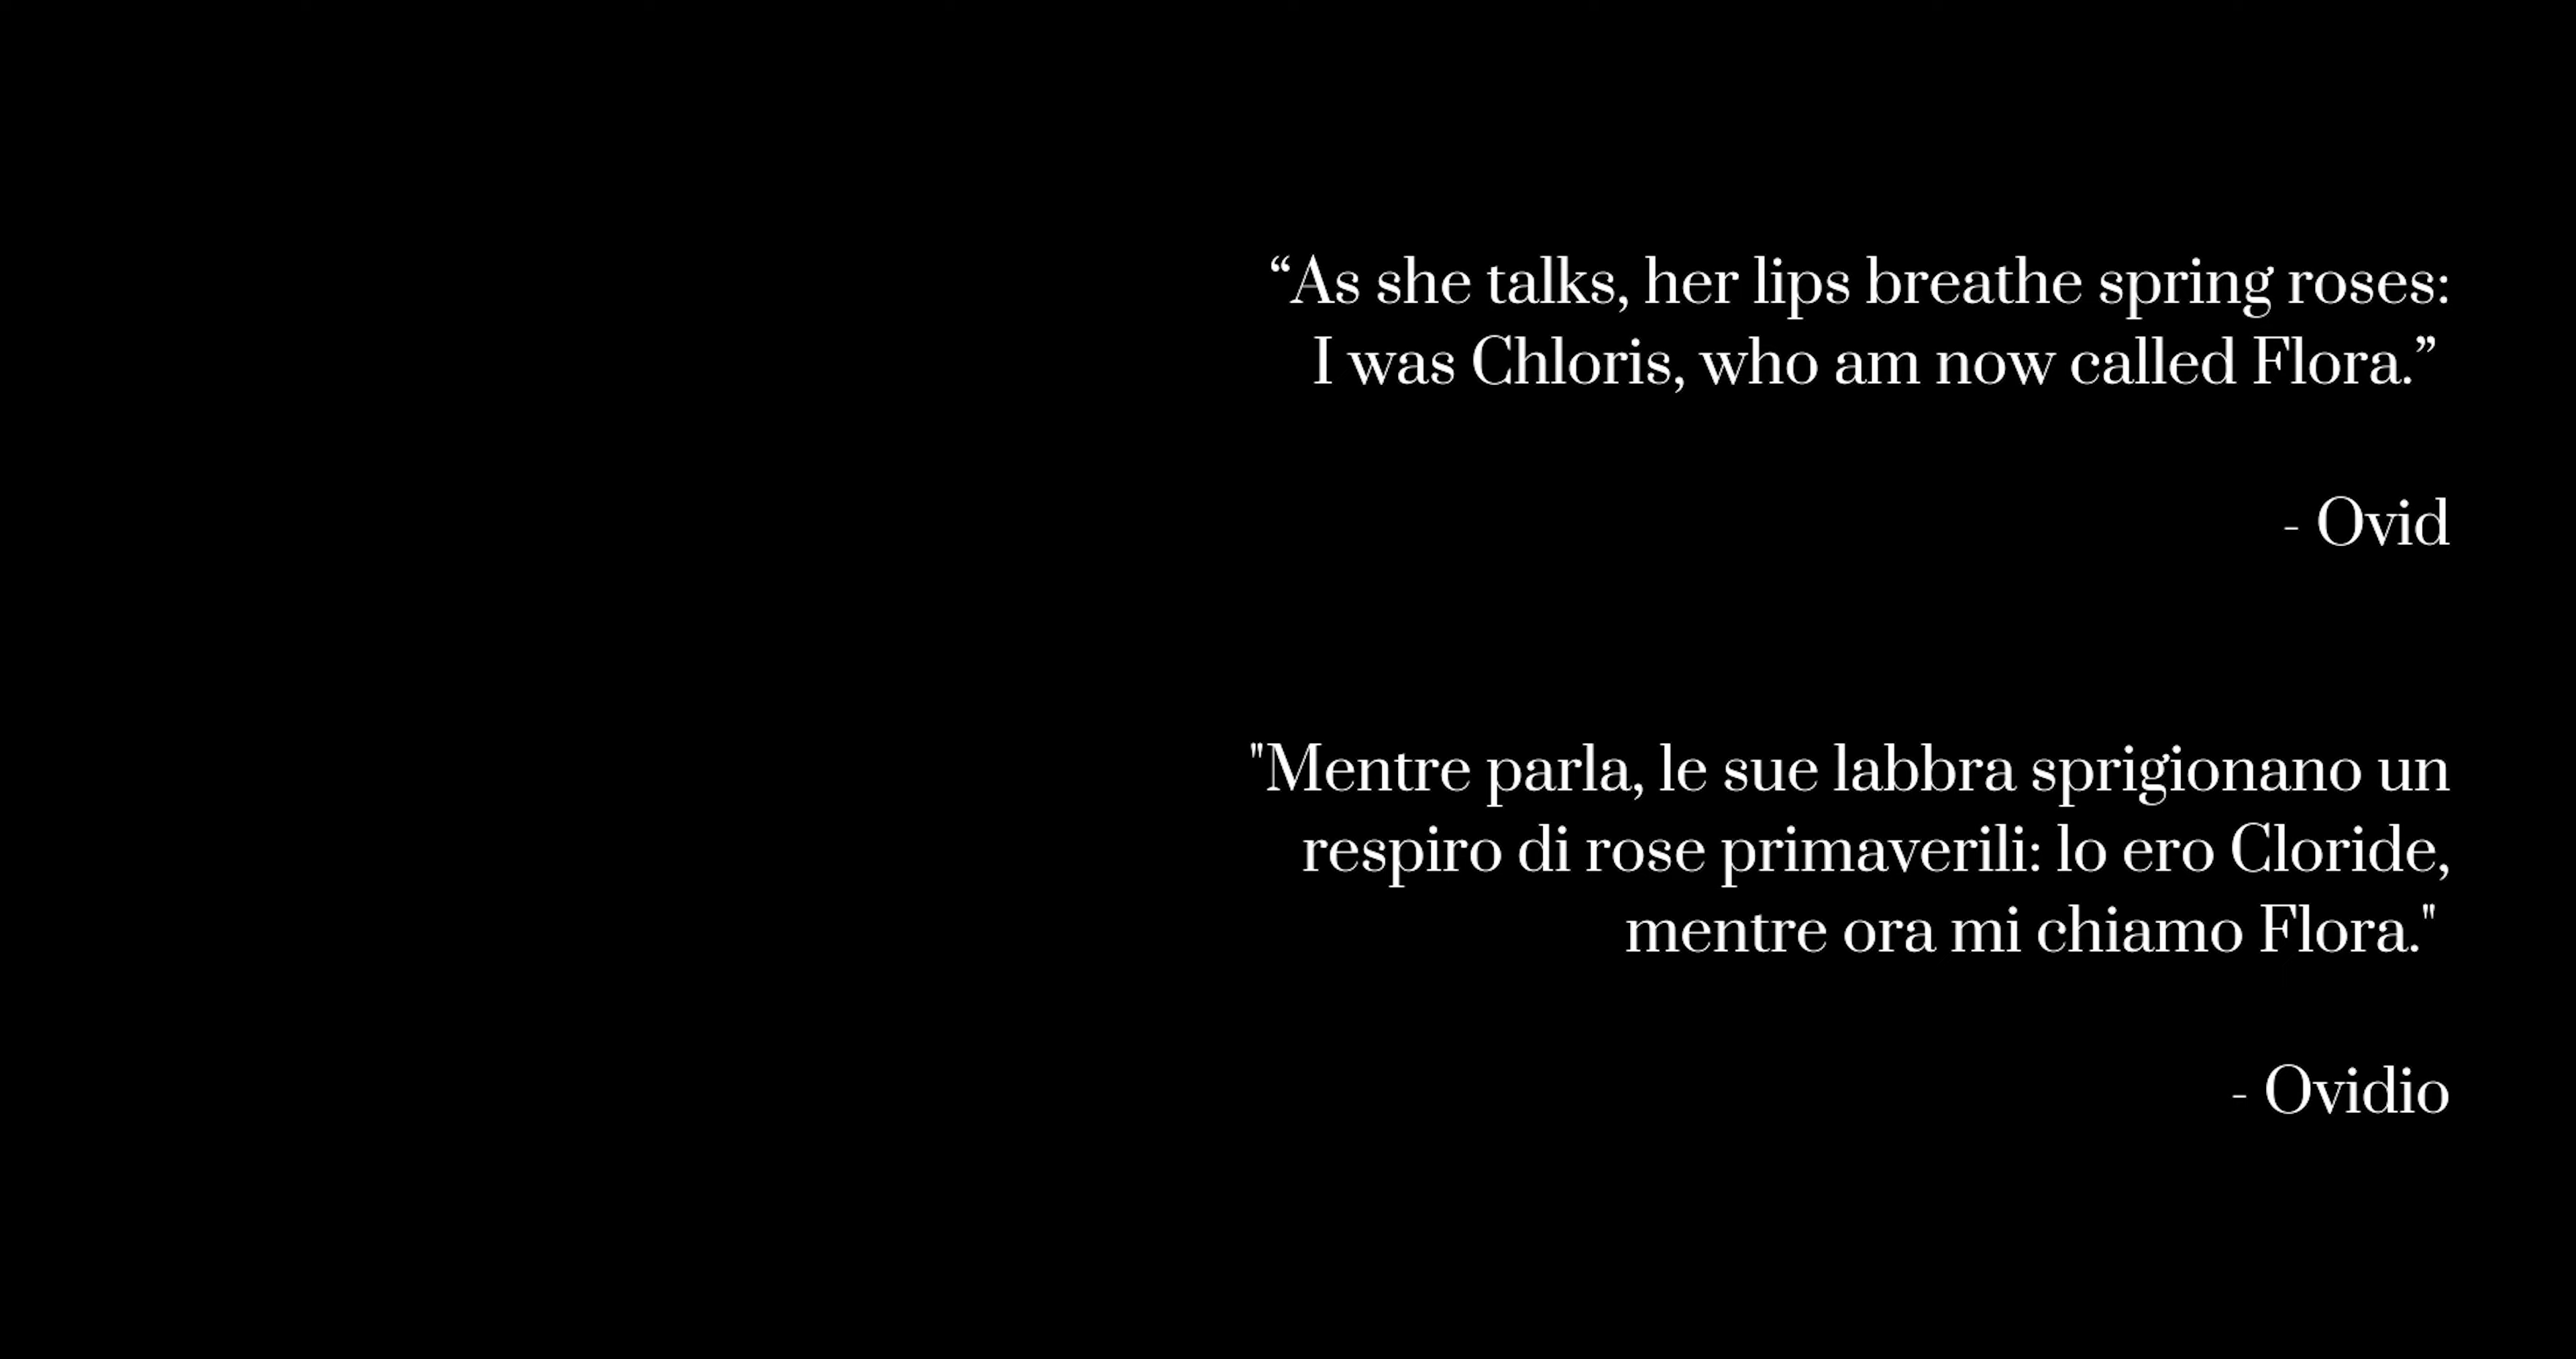 “As she talks, her lips breathe spring roses:
I was Chloris, who am now called Flora.”
- Ovid
"Mentre parla, le sue labbra sprigionano un
respiro di rose primaverili: lo ero Cloride,
mentre ora mi chiamo Flora."
- Ovidio